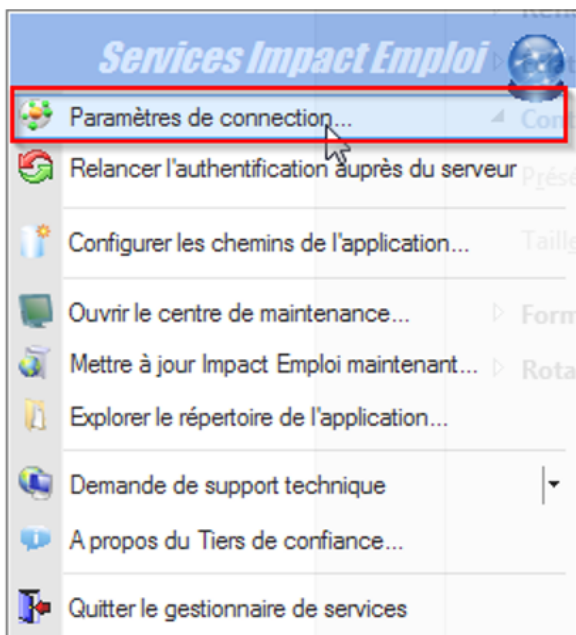 Services Impact Emploi
Paramètres de connection...
Relancer l'authentification auprès du serveur
Configurer les chemins de l'application...
Ouvrir le centre de maintenance...
Mettre à jour Impact Emploi maintenant...
Explorer le répertoire de l'application...
Demande de support technique
A propos du Tiers de confiance...
Quitter le gestionnaire de services